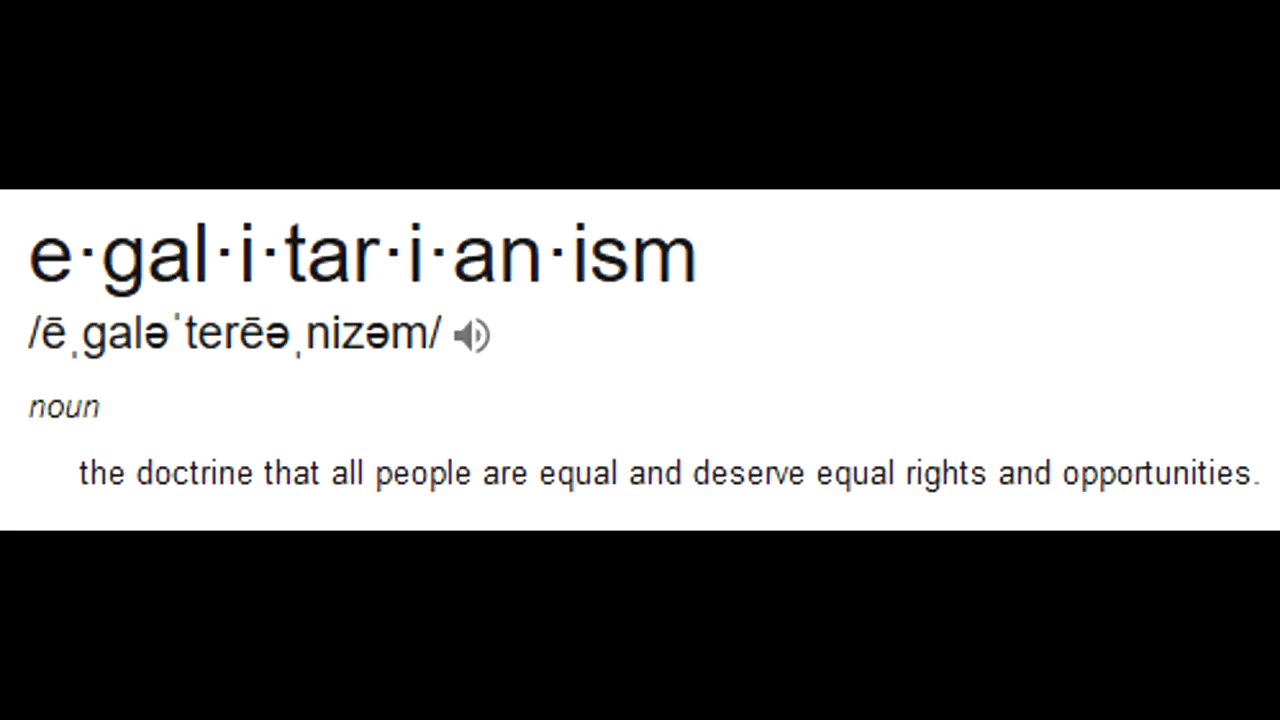 e·gal·i·tar·i·an·ism
/ēˌgaləˈterēəˌnizəm/
noun
the doctrine that all people are equal and deserve equal rights and opportunities.